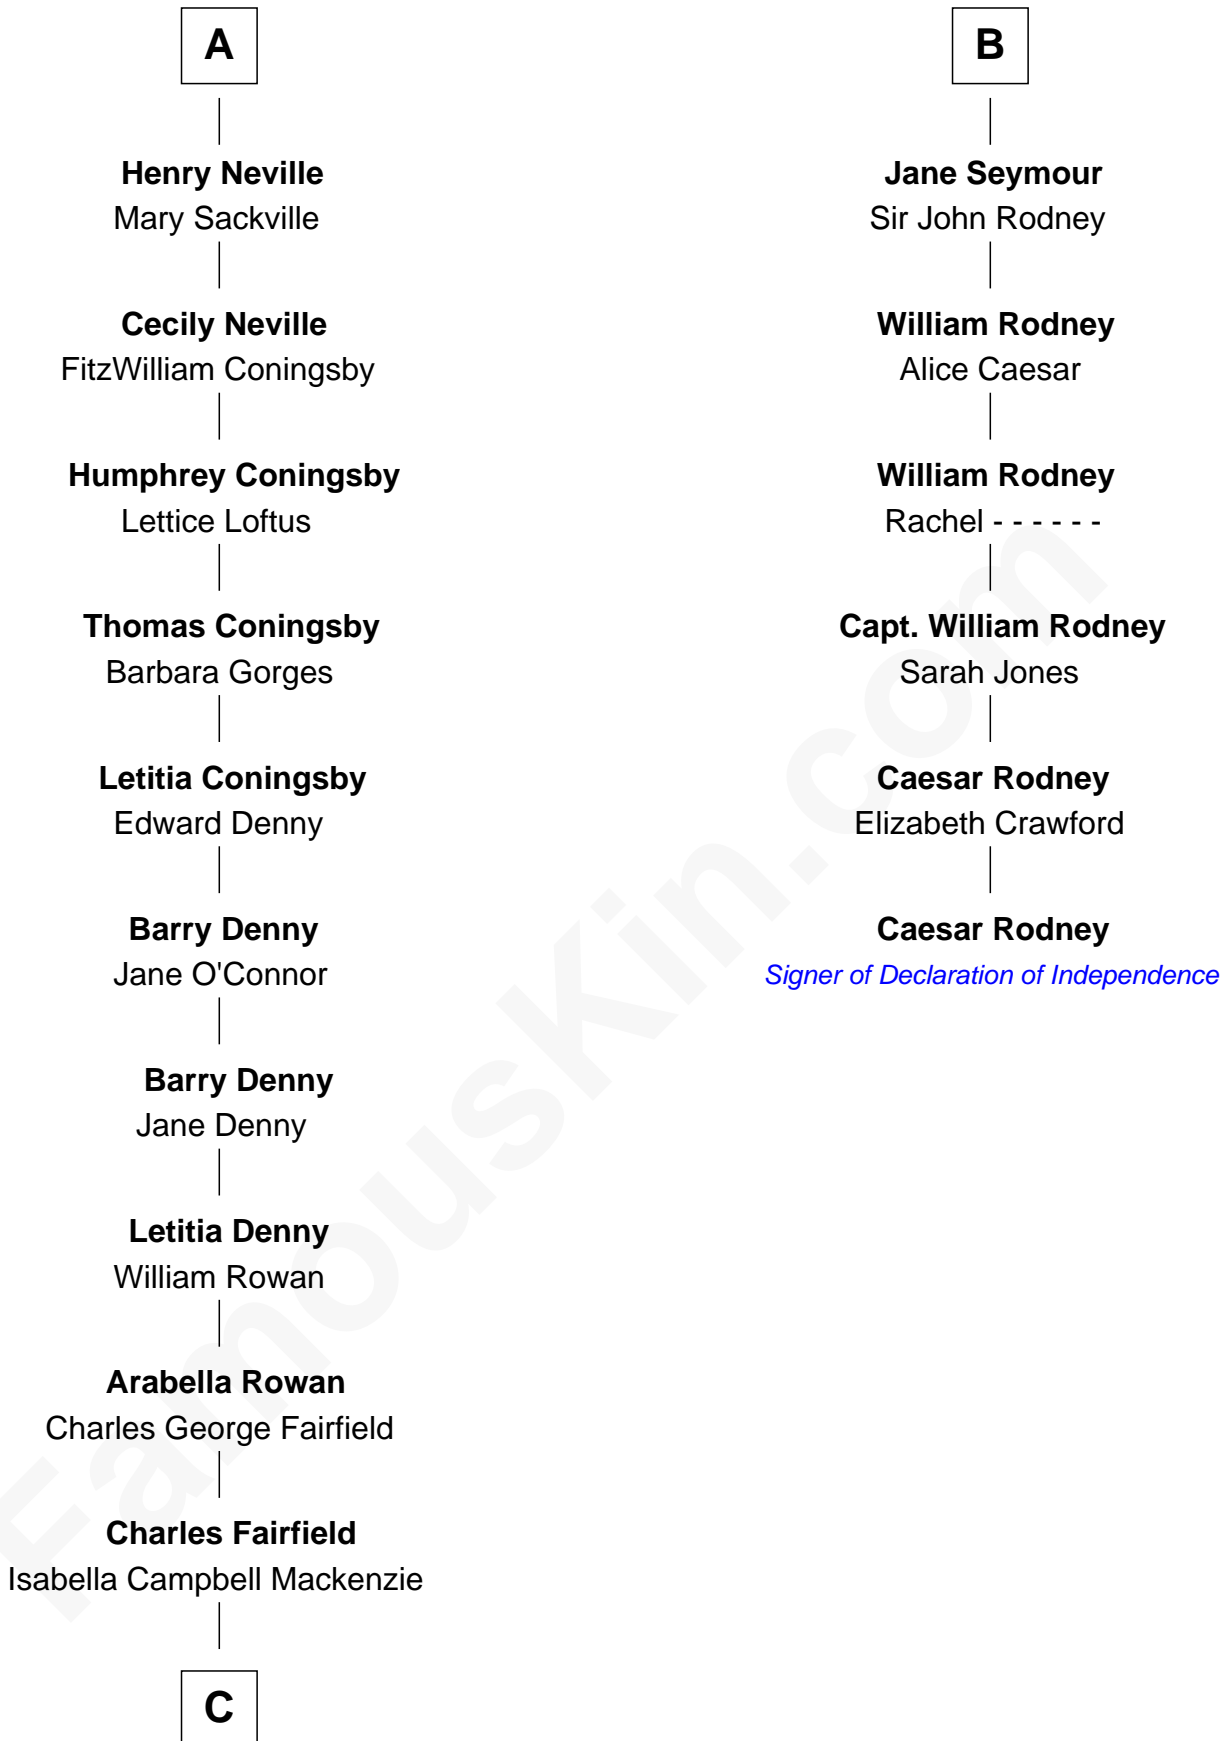 A
Henry Neville
Mary Sackville
Cecily Neville
FitzWilliam Coningsby
Humphrey Coningsby
Lettice Loftus
Thomas Coningsby
Barbara Gorges
Letitia Coningsby
Edward Denny
Barry Denny
Jane O'Connor
Barry Denny
Jane Denny
Letitia Denny
William Rowan
Arabella Rowan
Charles George Fairfield
Charles Fairfield
Isabella Campbell Mackenzie
C
B
Jane Seymour
Sir John Rodney
William Rodney
Alice Caesar
William Rodney
Rachel - - - - - -
Capt. William Rodney
Sarah Jones
Caesar Rodney
Elizabeth Crawford
Caesar Rodney
Signer of Declaration of Independence
FamousKin.com